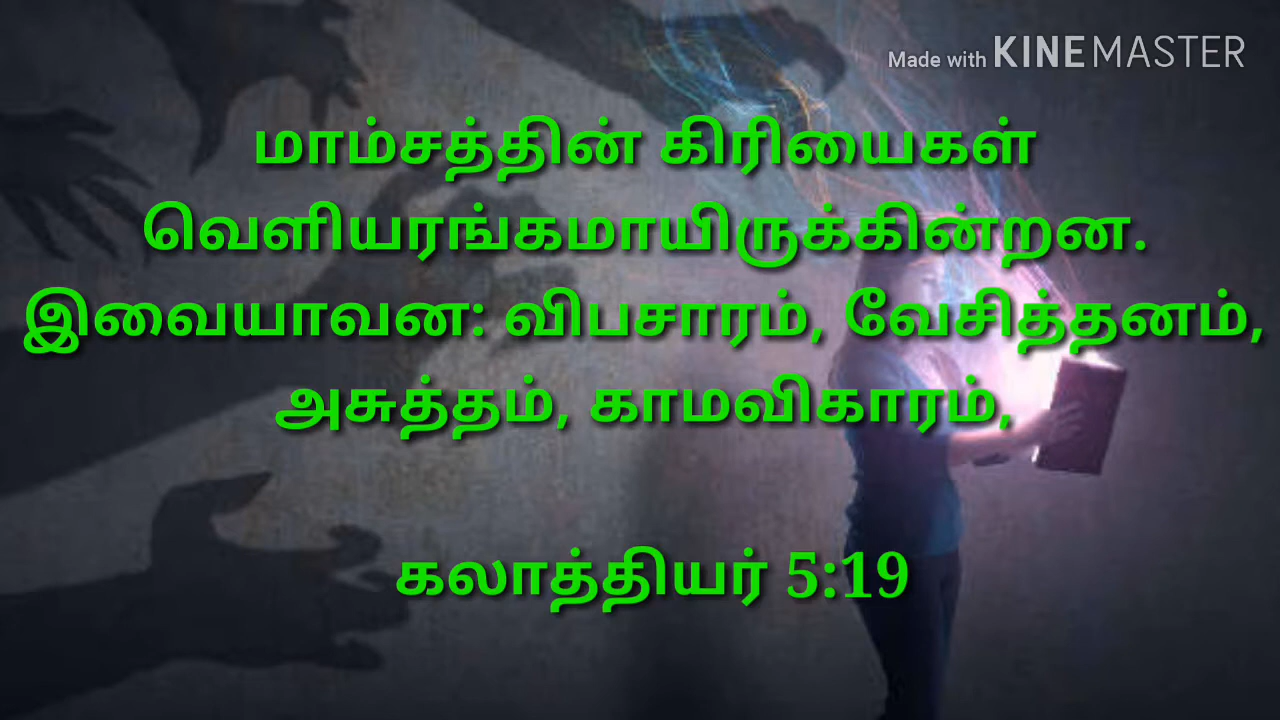 Made with KINEMASTER
மாம்சத்தின் கிரியைகள்
வெளியரங்கமாயிருக்கின்றன.
இவையாவன: விபசாரம், வேசித்தனம்,
அசுத்தம், காமவிகாரம்,
கலாத்தியர் 5:19